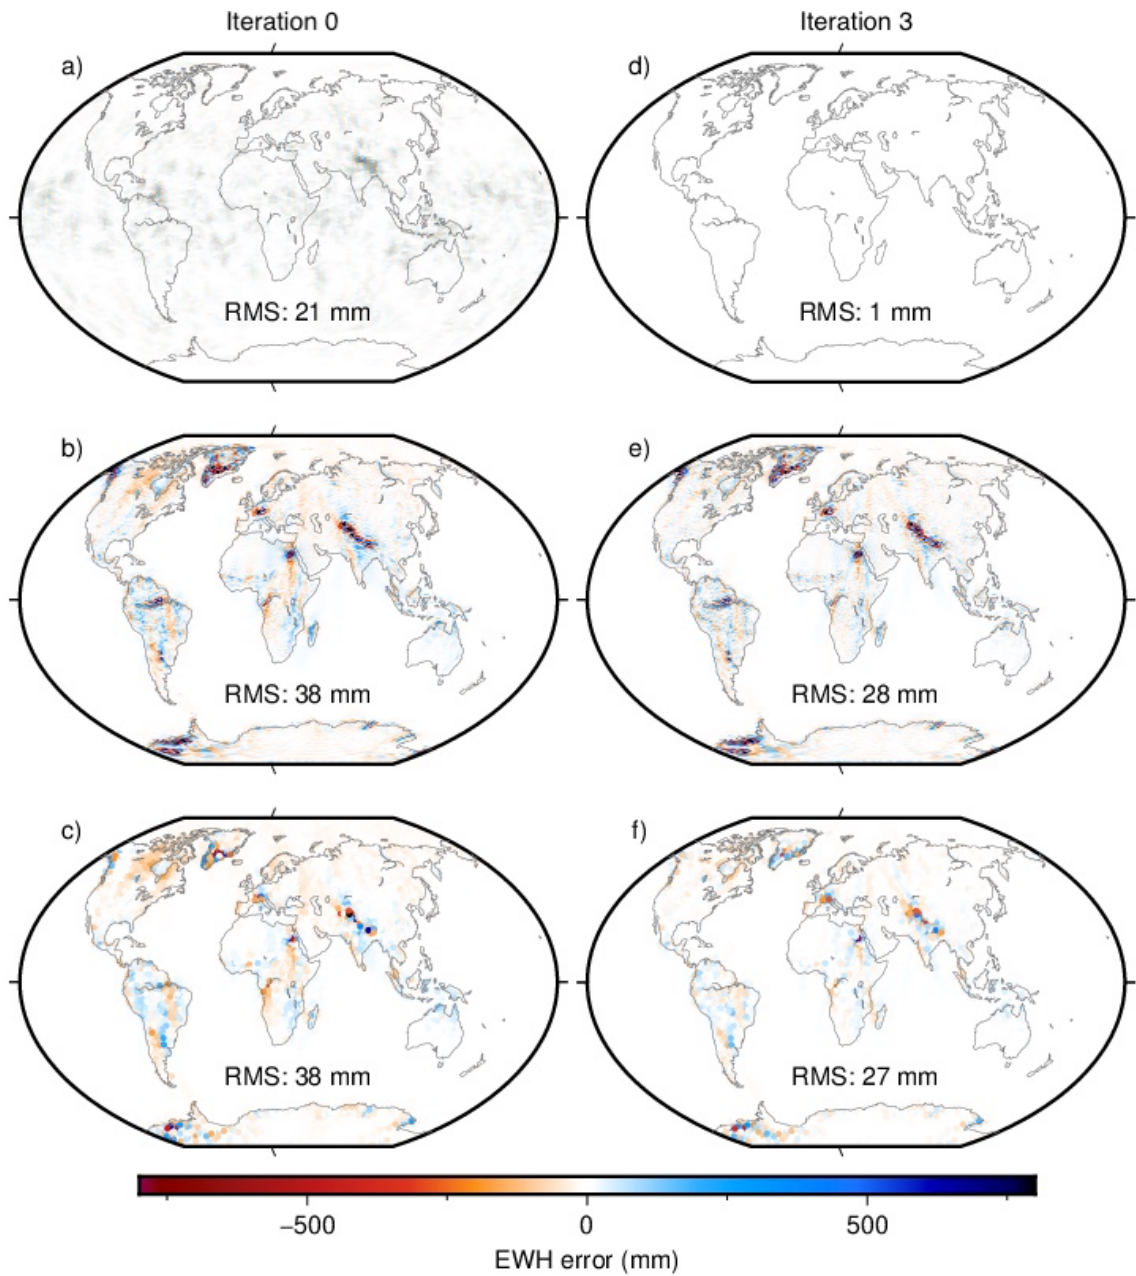 Iteration 0
Iteration 3
a)
d)
RMS: 21 mm
RMS: 1 mm
b)
e)
RMS: 38 mm
RMS: 28 mm
c)
f)
RMS: 38 mm
RMS: 27 mm
−500 0 500
EWH error (mm)